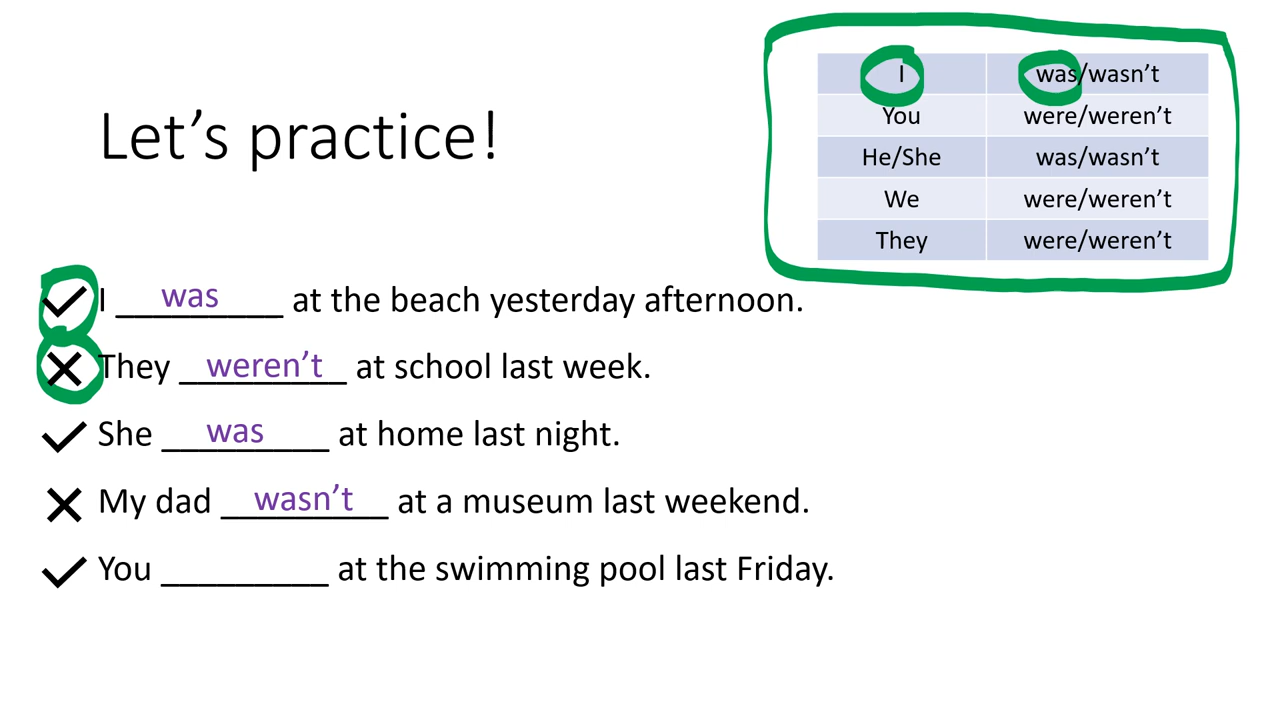 Let’s practice!
I was/wasn’t
You were/weren’t
He/She was/wasn’t
We were/weren’t
They were/weren’t
I was at the beach yesterday afternoon.
They weren’t at school last week.
She was at home last night.
My dad wasn’t at a museum last weekend.
You _________ at the swimming pool last Friday.